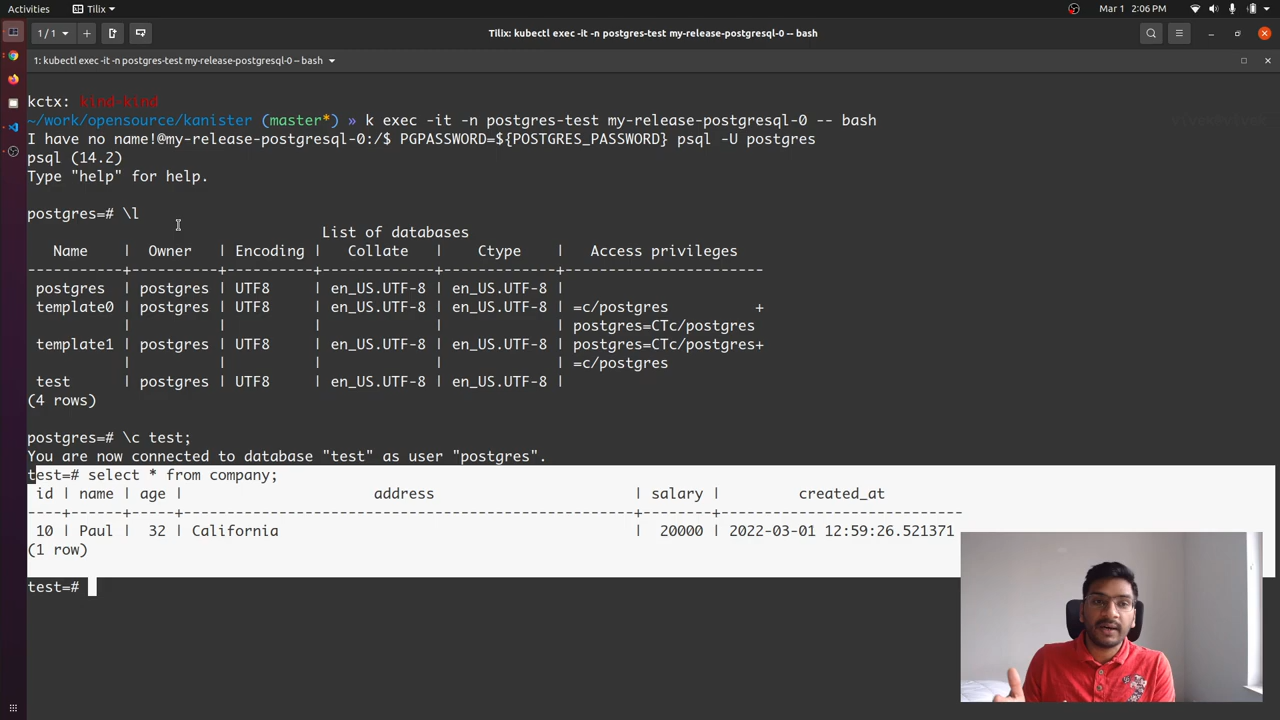 Activities Tilix Mar 1 2:06 PM
1 / 1 Tilix: kubectl exec -it -n postgres-test my-release-postgresql-0 -- bash
1: kubectl exec -it -n postgres-test my-release-postgresql-0 -- bash
kctx: kind-kind
~/work/opensource/kanister (master*) » k exec -it -n postgres-test my-release-postgresql-0 -- bash
I have no name!@my-release-postgresql-0:/$ PGPASSWORD=${POSTGRES_PASSWORD} psql -U postgres
psql (14.2)
Type "help" for help.
postgres=# \l
List of databases
Name | Owner | Encoding | Collate | Ctype | Access privileges
-----------+----------+----------+-------------+-------------+-----------------------
postgres | postgres | UTF8 | en_US.UTF-8 | en_US.UTF-8 |
template0 | postgres | UTF8 | en_US.UTF-8 | en_US.UTF-8 | =c/postgres +
| | | | | postgres=CTc/postgres
template1 | postgres | UTF8 | en_US.UTF-8 | en_US.UTF-8 | postgres=CTc/postgres+
| | | | | =c/postgres
test | postgres | UTF8 | en_US.UTF-8 | en_US.UTF-8 |
(4 rows)
postgres=# \c test;
You are now connected to database "test" as user "postgres".
test=# select * from company;
id | name | age | address | salary | created_at
----+------+-----+----------------------------------------------------+--------+----------------------------
10 | Paul | 32 | California | 20000 | 2022-03-01 12:59:26.521371
(1 row)
test=#